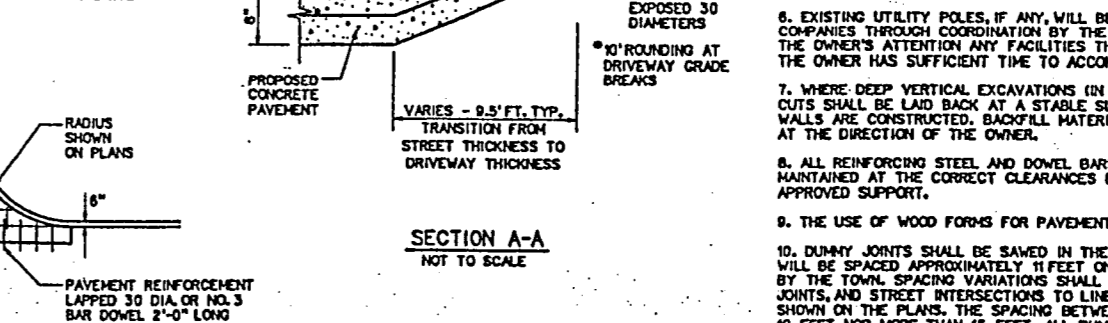 8"
EXPOSED 30
DIAMETERS
10' ROUNDING AT
DRIVEWAY GRADE
BREAKS
PROPOSED
CONCRETE
PAVEMENT
VARIES - 9.5' FT. TYP.
TRANSITION FROM
STREET THICKNESS TO
DRIVEWAY THICKNESS
RADIUS
SHOWN
ON PLANS
6"
SECTION A-A
NOT TO SCALE
PAVEMENT REINFORCEMENT
LAPPED 30 DIA. OR NO. 3
BAR DOWEL 2'-0" LONG
6. EXISTING UTILITY POLES, IF ANY, WILL BE
COMPANIES THROUGH COORDINATION BY THE
THE OWNER'S ATTENTION ANY FACILITIES TH
THE OWNER HAS SUFFICIENT TIME TO ACCO
7. WHERE DEEP VERTICAL EXCAVATIONS (IN
CUTS SHALL BE LAID BACK AT A STABLE SL
WALLS ARE CONSTRUCTED. BACKFILL MATERI
AT THE DIRECTION OF THE OWNER.
8. ALL REINFORCING STEEL AND DOWEL BAR
MAINTAINED AT THE CORRECT CLEARANCES
APPROVED SUPPORT.
9. THE USE OF WOOD FORMS FOR PAVEMENT
10. DUMMY JOINTS SHALL BE SAWED IN THE
WILL BE SPACED APPROXIMATELY 11 FEET ON
BY THE TOWN. SPACING VARIATIONS SHALL
JOINTS, AND STREET INTERSECTIONS TO LINE
SHOWN ON THE PLANS. THE SPACING BETWE